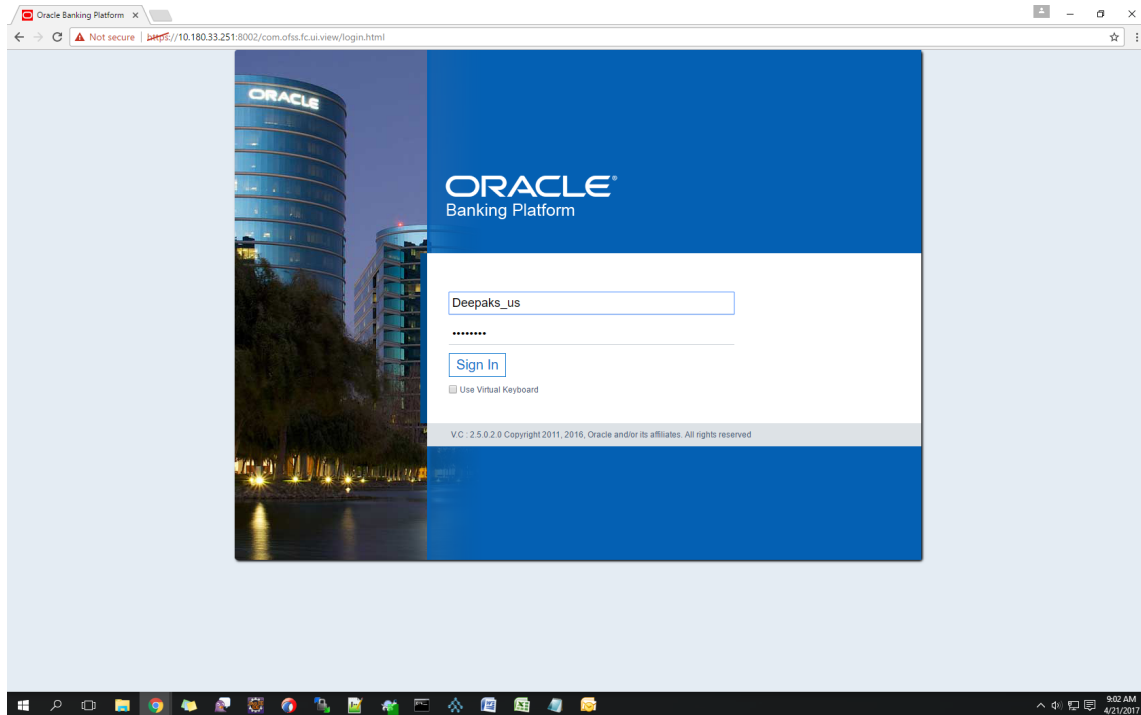 Oracle Banking Platform
Not secure | https://10.180.33.251:8002/com.ofss.fc.ui.view/login.html
ORACLE
ORACLE®
Banking Platform
Deepaks_us
••••••••
Sign In
Use Virtual Keyboard
V.C : 2.5.0.2.0 Copyright 2011, 2016, Oracle and/or its affiliates. All rights reserved
9:02 AM
4/21/2017